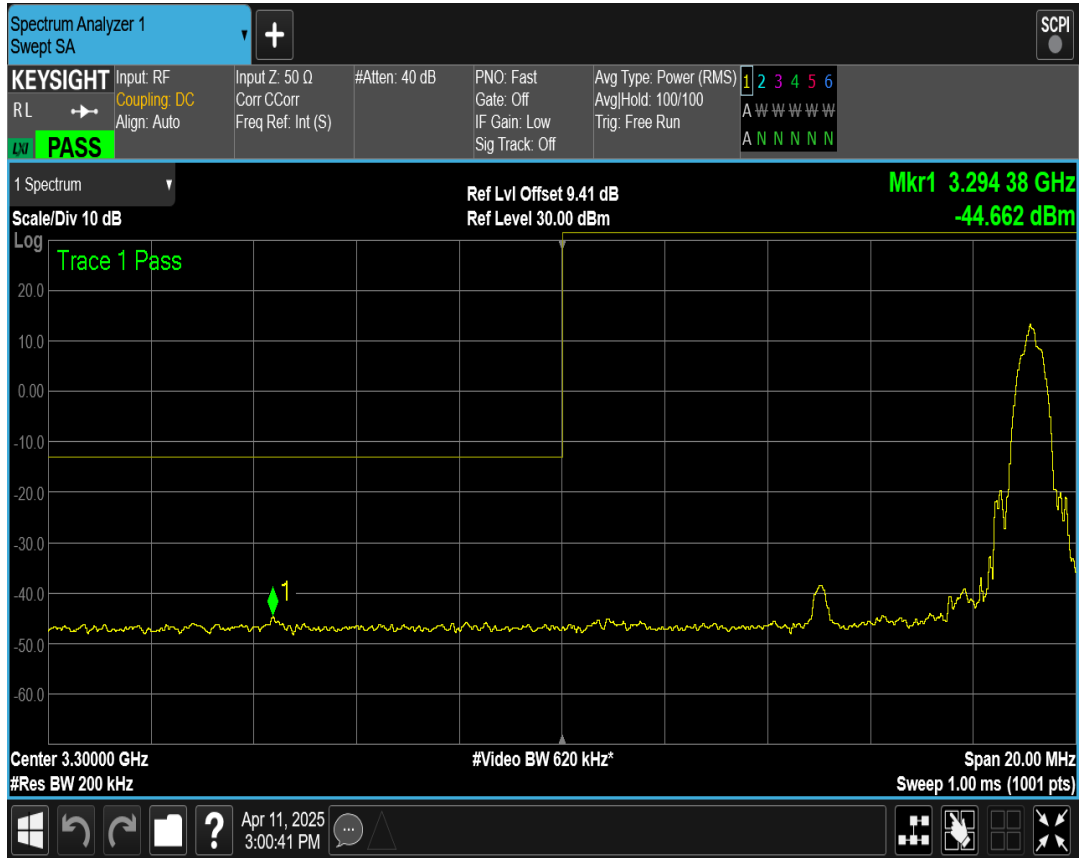 Spectrum Analyzer 1
Swept SA
SCPI
KEYSIGHT
RL
LXI PASS
Input: RF
Coupling: DC
Align: Auto
Input Z: 50 Ω
Corr CCorr
Freq Ref: Int (S)
#Atten: 40 dB
PNO: Fast
Gate: Off
IF Gain: Low
Sig Track: Off
Avg Type: Power (RMS)
Avg|Hold: 100/100
Trig: Free Run
1 2 3 4 5 6
A W W W W W
A N N N N N
1 Spectrum
Ref Lvl Offset 9.41 dB
Mkr1 3.294 38 GHz
Scale/Div 10 dB
Ref Level 30.00 dBm
-44.662 dBm
Log
Trace 1 Pass
20.0
10.0
0.00
-10.0
-20.0
-30.0
-40.0
1
-50.0
-60.0
Center 3.30000 GHz
#Video BW 620 kHz*
Span 20.00 MHz
#Res BW 200 kHz
Sweep 1.00 ms (1001 pts)
?
Apr 11, 2025
3:00:41 PM